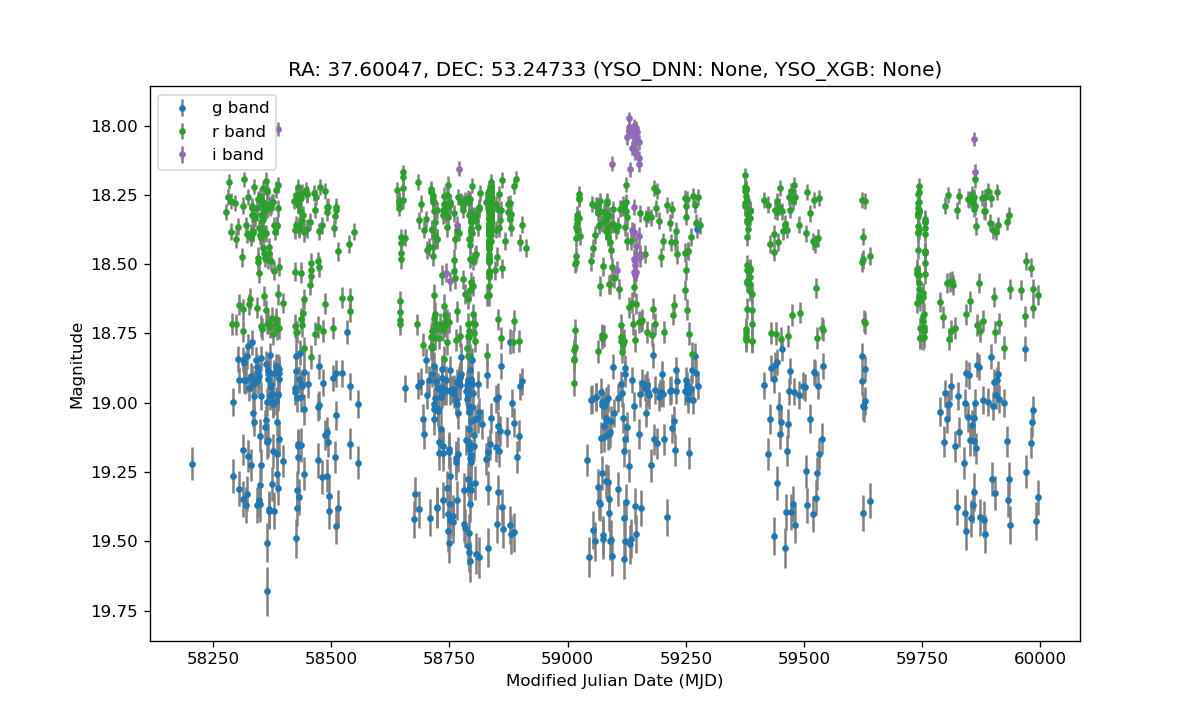 RA: 37.60047, DEC: 53.24733 (YSO_DNN: None, YSO_XGB: None)
g band
r band
i band
18.00
18.25
18.50
18.75
19.00
19.25
19.50
19.75
Magnitude
58250 58500 58750 59000 59250 59500 59750 60000
Modified Julian Date (MJD)